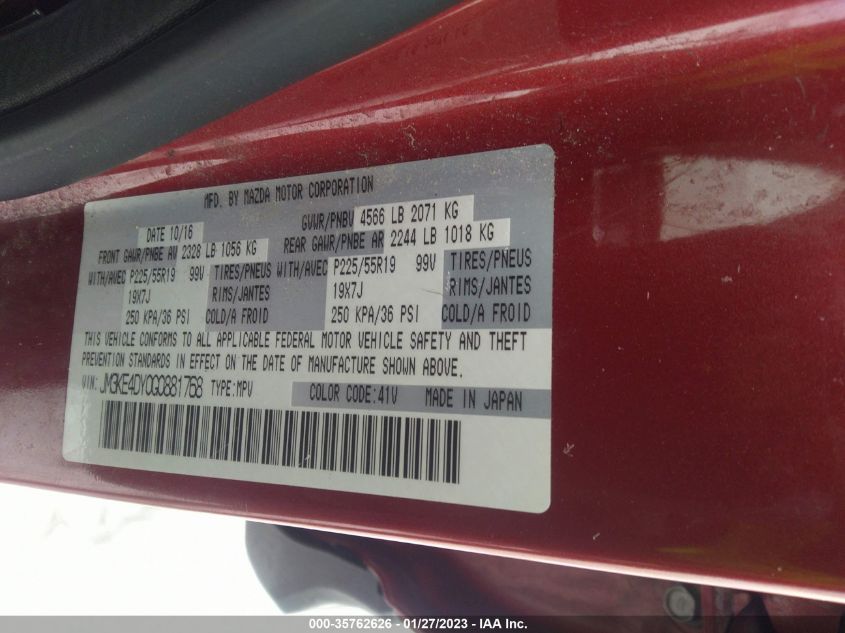 MFD. BY MAZDA MOTOR CORPORATION
DATE 10/16 GVWR/PNBV 4566 LB 2071 KG
FRONT GAWR/PNBE AV 2328 LB 1056 KG REAR GAWR/PNBE AR 2244 LB 1018 KG
WITH/AVEC P225/55R19 99V TIRES/PNEUS WITH/AVEC P225/55R19 99V TIRES/PNEUS
19X7J RIMS/JANTES 19X7J RIMS/JANTES
250 KPA/36 PSI COLD/A FROID 250 KPA/36 PSI COLD/A FROID
THIS VEHICLE CONFORMS TO ALL APPLICABLE FEDERAL MOTOR VEHICLE SAFETY AND THEFT
PREVENTION STANDARDS IN EFFECT ON THE DATE OF MANUFACTURE SHOWN ABOVE.
VIN: JM3KE4DY0G0881768 TYPE:MPV COLOR CODE:41V MADE IN JAPAN
000-35762626 - 01/27/2023 - IAA Inc.